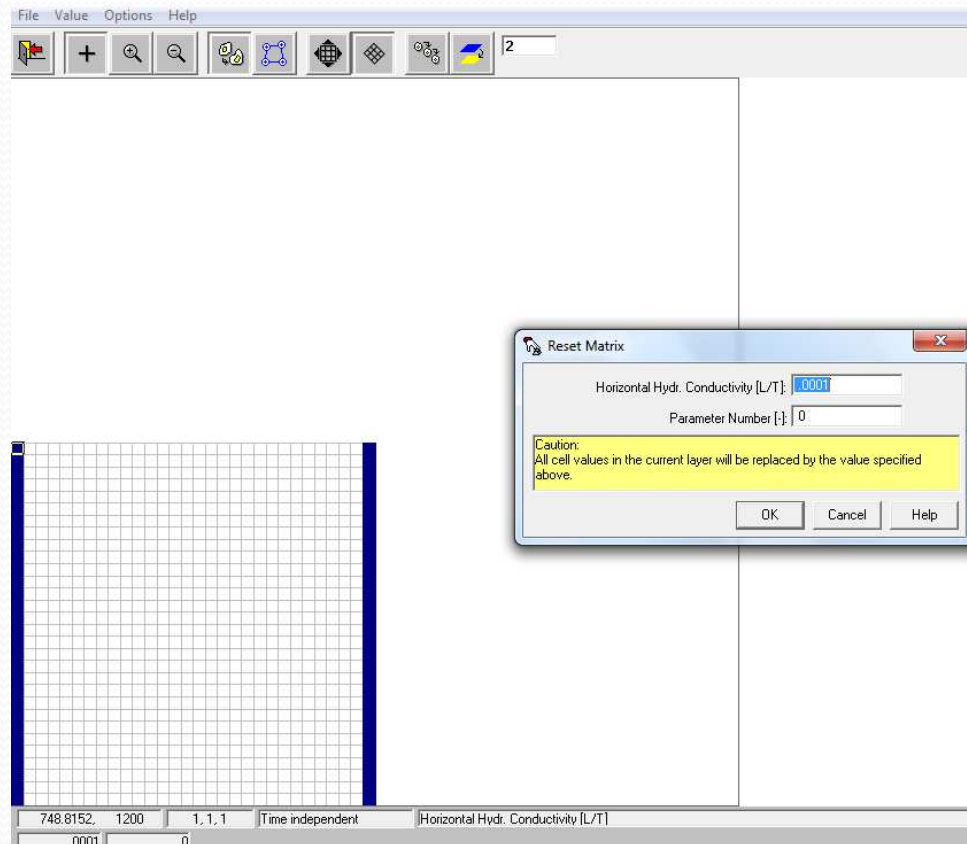 File Value Options Help
2
Reset Matrix
Horizontal Hydr. Conductivity [L/T]: .0001
Parameter Number [-]: 0
Caution:
All cell values in the current layer will be replaced by the value specified
above.
OK Cancel Help
748.8152, 1200 1, 1, 1 Time independent Horizontal Hydr. Conductivity [L/T]
.0001 0